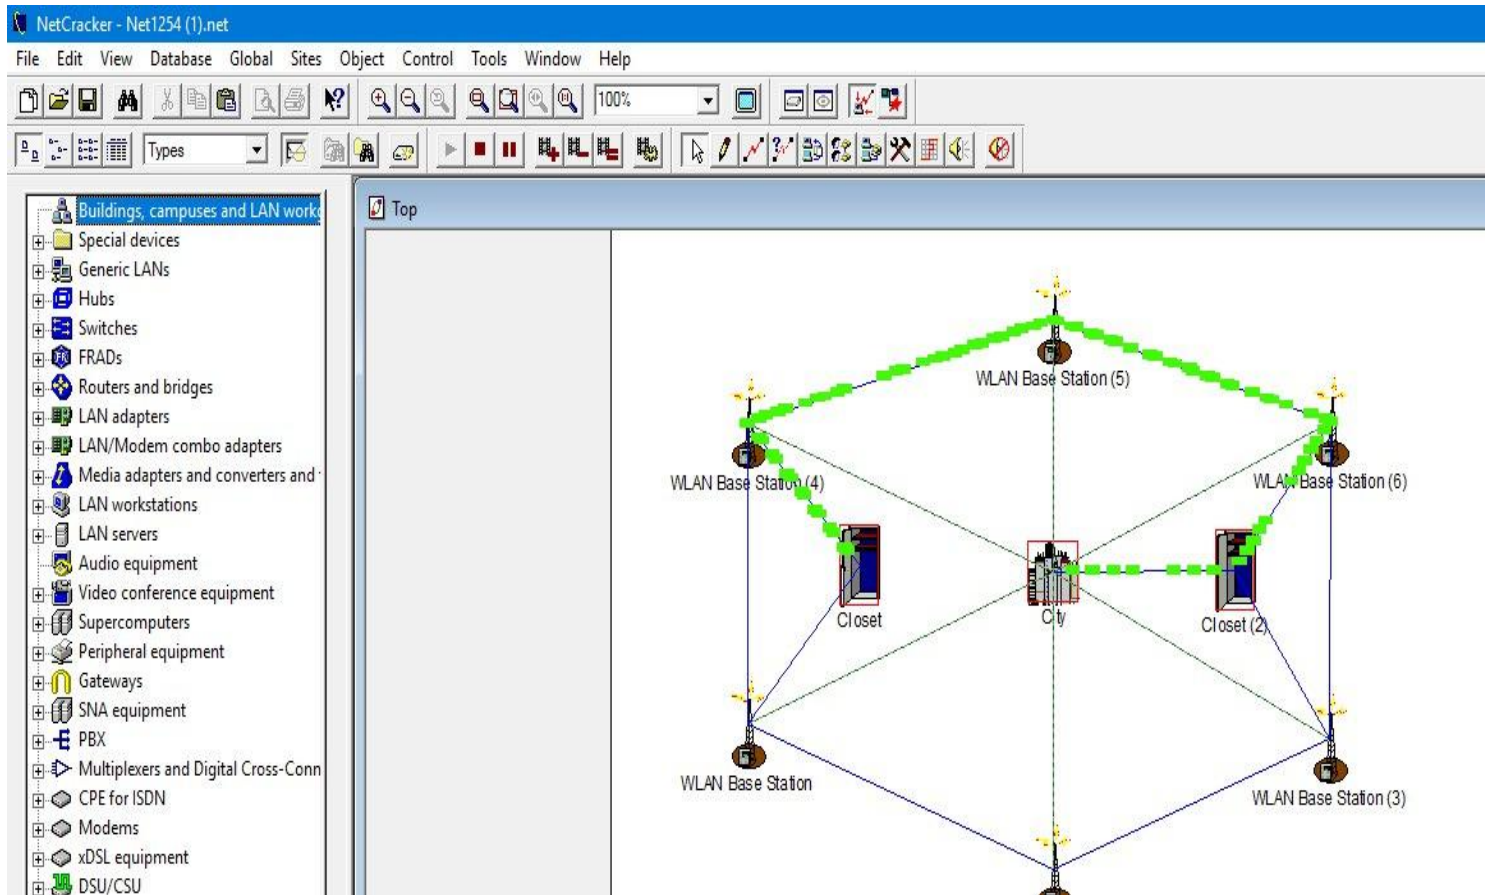 NetCracker - Net1254 (1).net
File Edit View Database Global Sites Object Control Tools Window Help
100%
Types
Buildings, campuses and LAN work
Special devices
Generic LANs
Hubs
Switches
FRADs
Routers and bridges
LAN adapters
LAN/Modem combo adapters
Media adapters and converters and
LAN workstations
LAN servers
Audio equipment
Video conference equipment
Supercomputers
Peripheral equipment
Gateways
SNA equipment
PBX
Multiplexers and Digital Cross-Conn
CPE for ISDN
Modems
xDSL equipment
DSU/CSU
Top
WLAN Base Station (5)
WLAN Base Station (4)
WLAN Base Station (6)
Closet
City
Closet (2)
WLAN Base Station
WLAN Base Station (3)